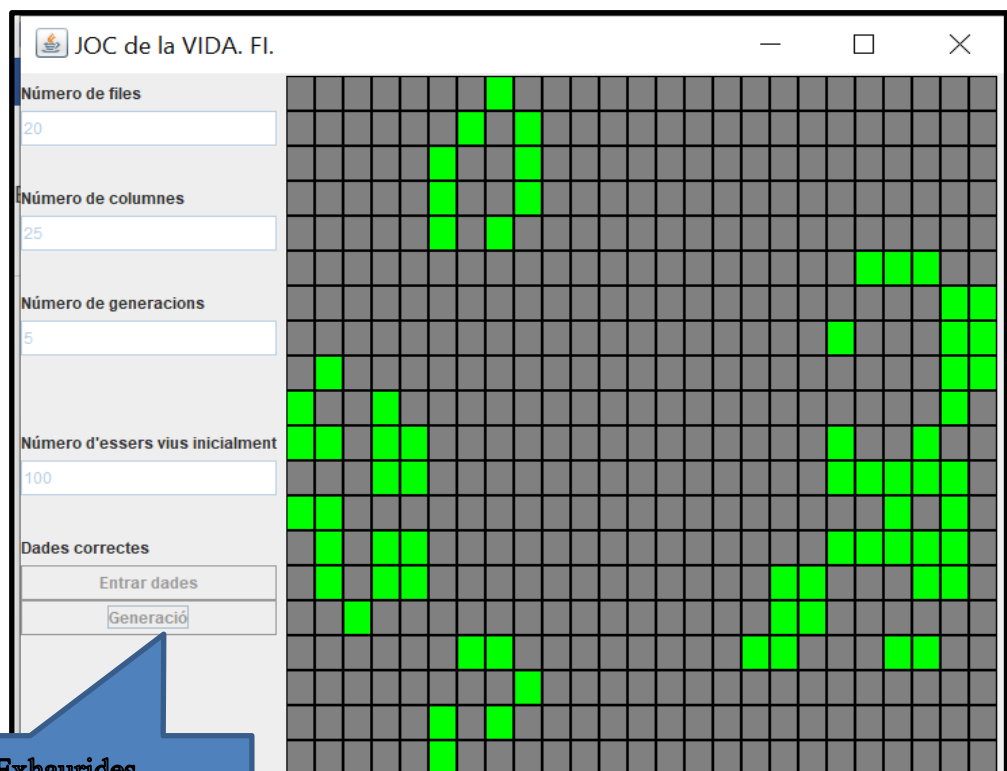 JOC de la VIDA. FI.
Número de files
20
Número de columnes
25
Número de generacions
5
Número d'essers vius inicialment
100
Dades correctes
Entrar dades
Generació
Exhaurides